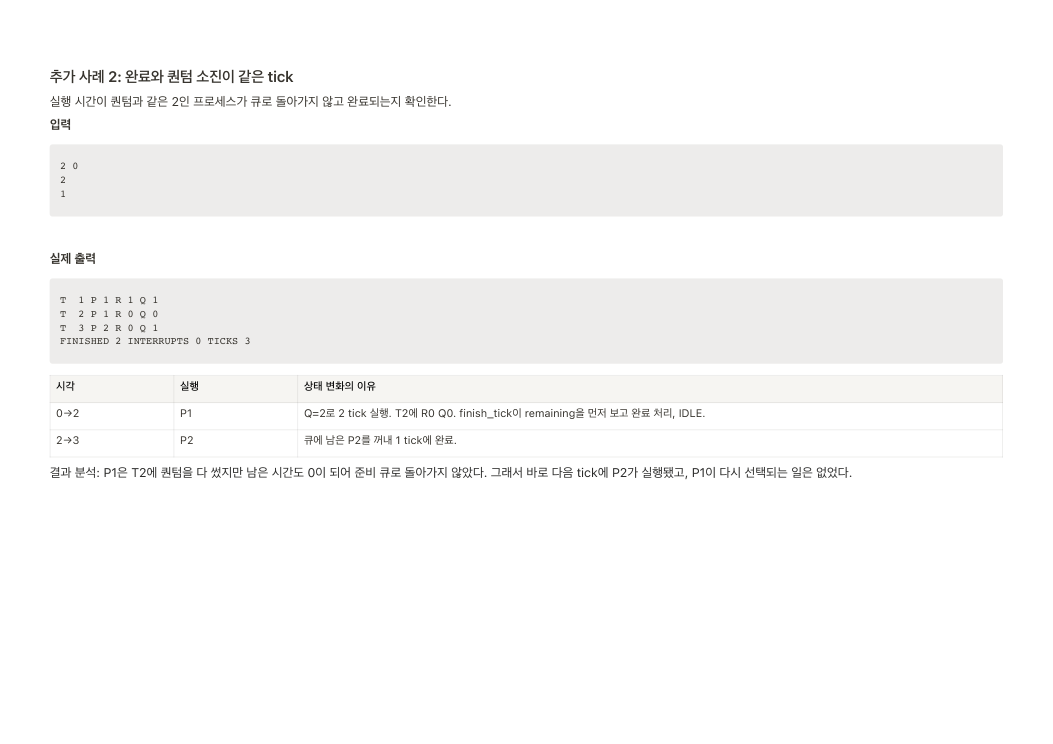 추가 사례 2: 완료와 퀀텀 소진이 같은 tick
실행 시간이 퀀텀과 같은 2인 프로세스가 큐로 돌아가지 않고 완료되는지 확인한다.
입력
2 0
2
1
실제 출력
T  1 P 1 R 1 Q 1
T  2 P 1 R 0 Q 0
T  3 P 2 R 0 Q 1
FINISHED 2 INTERRUPTS 0 TICKS 3
시각 실행 상태 변화의 이유
0→2 P1 Q=2로 2 tick 실행. T2에 R0 Q0. finish_tick이 remaining을 먼저 보고 완료 처리, IDLE.
2→3 P2 큐에 남은 P2를 꺼내 1 tick에 완료.
결과 분석: P1은 T2에 퀀텀을 다 썼지만 남은 시간도 0이 되어 준비 큐로 돌아가지 않았다. 그래서 바로 다음 tick에 P2가 실행됐고, P1이 다시 선택되는 일은 없었다.